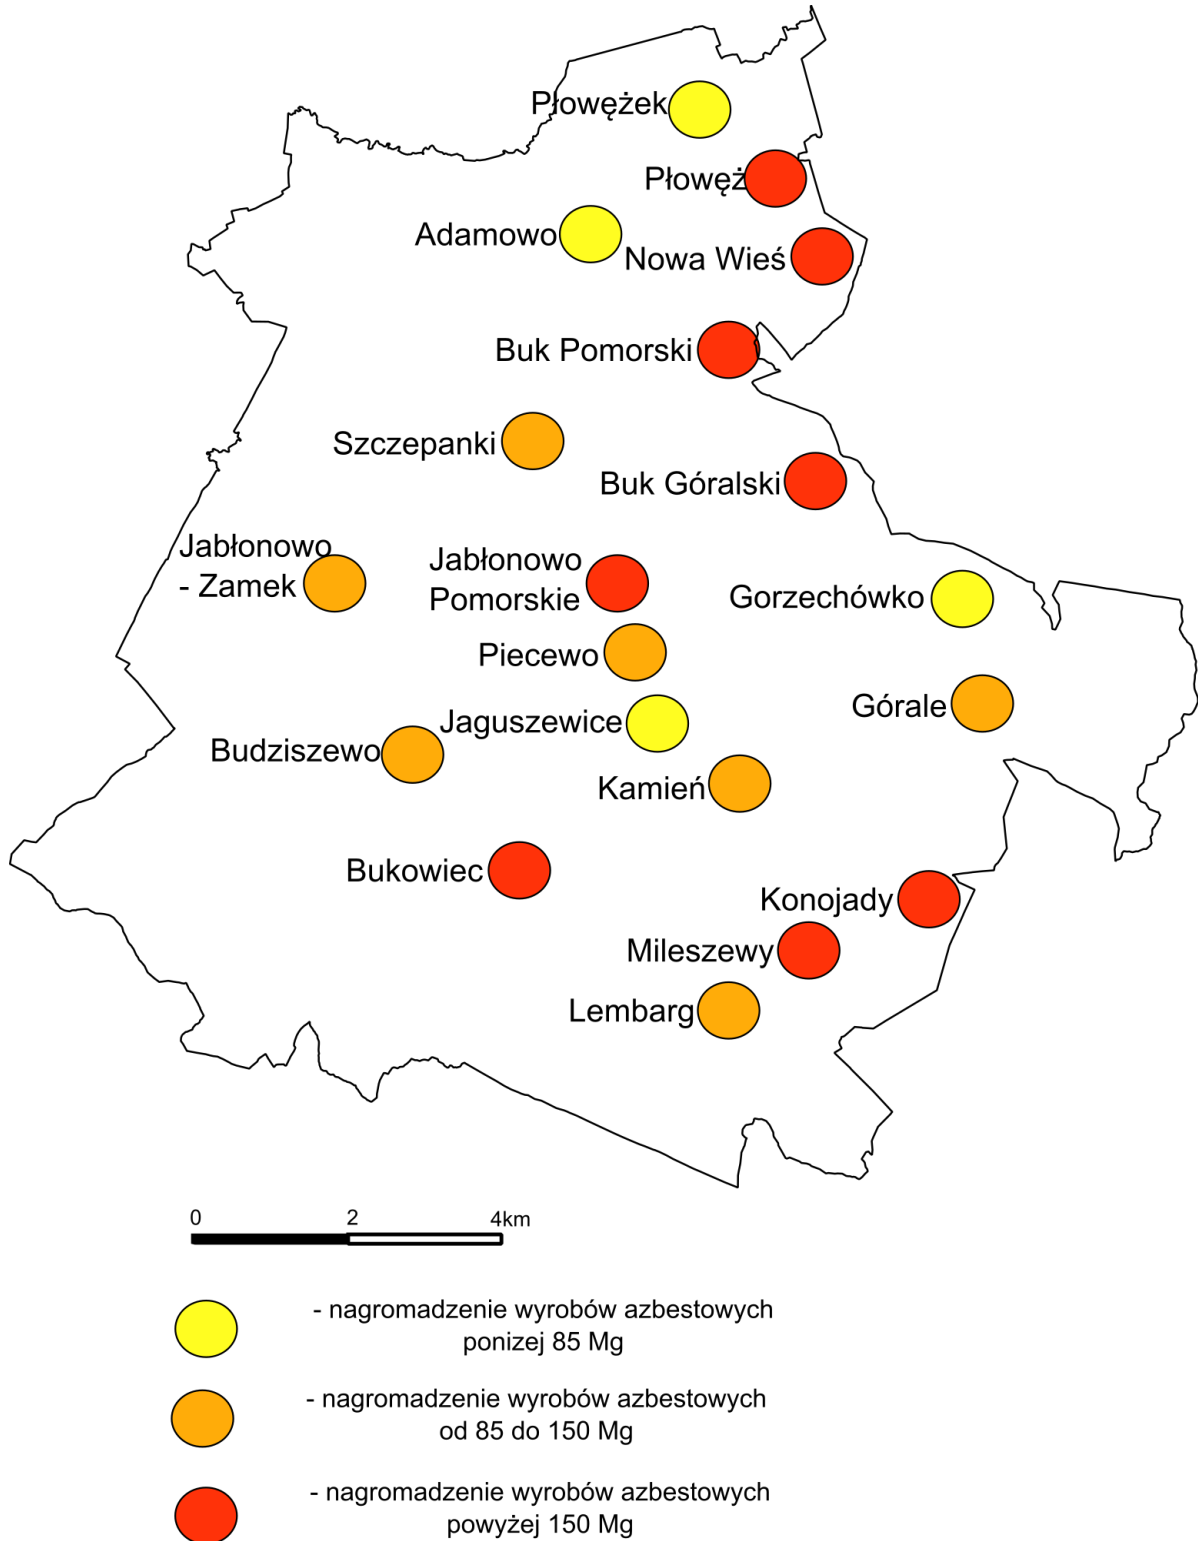 Płowężek
Płowęż
Adamowo
Nowa Wieś
Buk Pomorski
Szczepanki
Buk Góralski
Jabłonowo
- Zamek
Jabłonowo
Pomorskie
Gorzechówko
Piecewo
Górale
Jaguszewice
Budziszewo
Kamień
Bukowiec
Konojady
Mileszewy
Lembarg
0 2 4km
- nagromadzenie wyrobów azbestowych
ponizej 85 Mg
- nagromadzenie wyrobów azbestowych
od 85 do 150 Mg
- nagromadzenie wyrobów azbestowych
powyżej 150 Mg